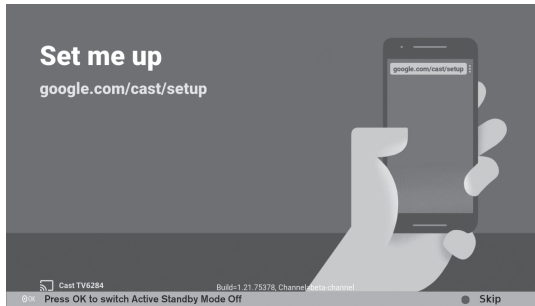 Set me up
google.com/cast/setup
google.com/cast/setup
Cast TV6284
Build=1.21.75378, Channel=beta-channel
OK Press OK to switch Active Standby Mode Off
Skip